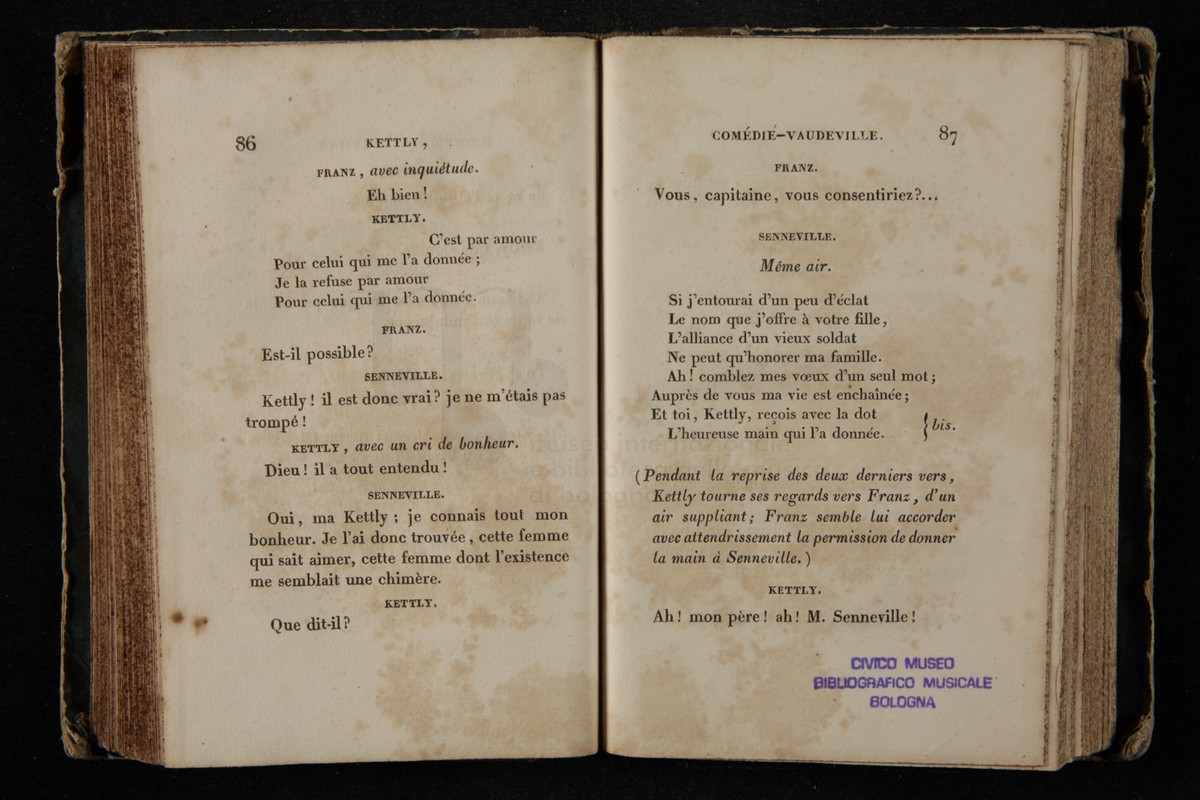 86
KETTLY,
FRANZ, avec inquiétude.
Eh bien !
KETTLY.
C'est par amour
Pour celui qui me l'a donnée ;
Je la refuse par amour
Pour celui qui me l'a donnée.
FRANZ.
Est-il possible?
SENNEVILLE.
Kettly ! il est donc vrai ? je ne m'étais pas
trompé !
KETTLY, avec un cri de bonheur.
Dieu ! il a tout entendu !
SENNEVILLE.
Oui, ma Kettly ; je connais tout mon
bonheur. Je l'ai donc trouvée, cette femme
qui sait aimer, cette femme dont l'existence
me semblait une chimère.
KETTLY.
Que dit-il?
COMÉDIE-VAUDEVILLE. 87
FRANZ.
Vous, capitaine, vous consentiriez?...
SENNEVILLE.
Même air.
Si j'entourai d'un peu d'éclat
Le nom que j'offre à votre fille,
L'alliance d'un vieux soldat
Ne peut qu'honorer ma famille.
Ah ! comblez mes vœux d'un seul mot ;
Auprès de vous ma vie est enchaînée ;
Et toi, Kettly, reçois avec la dot
L'heureuse main qui l'a donnée. } bis.
(Pendant la reprise des deux derniers vers,
Kettly tourne ses regards vers Franz, d'un
air suppliant ; Franz semble lui accorder
avec attendrissement la permission de donner
la main à Senneville.)
KETTLY.
Ah ! mon père ! ah ! M. Senneville !
CIVICO MUSEO
BIBLIOGRAFICO MUSICALE
BOLOGNA